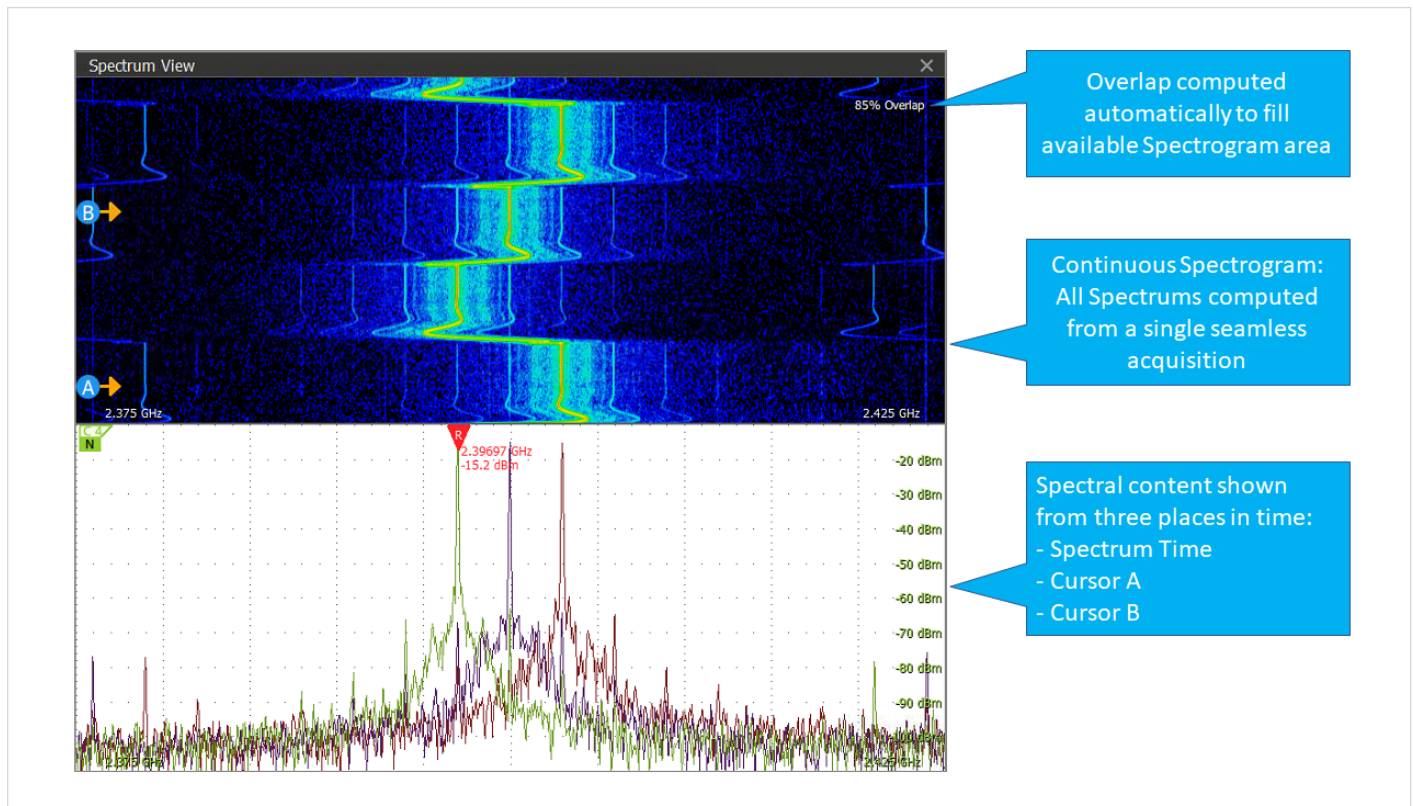 Spectrum View
85% Overlap
B
A
2.375 GHz
2.425 GHz
C 4
N
R
2.39697 GHz
-15.2 dBm
-20 dBm
-30 dBm
-40 dBm
-50 dBm
-60 dBm
-70 dBm
-80 dBm
-90 dBm
2.375 GHz
2.425 GHz
Overlap computed
automatically to fill
available Spectrogram area
Continuous Spectrogram:
All Spectrums computed
from a single seamless
acquisition
Spectral content shown
from three places in time:
- Spectrum Time
- Cursor A
- Cursor B